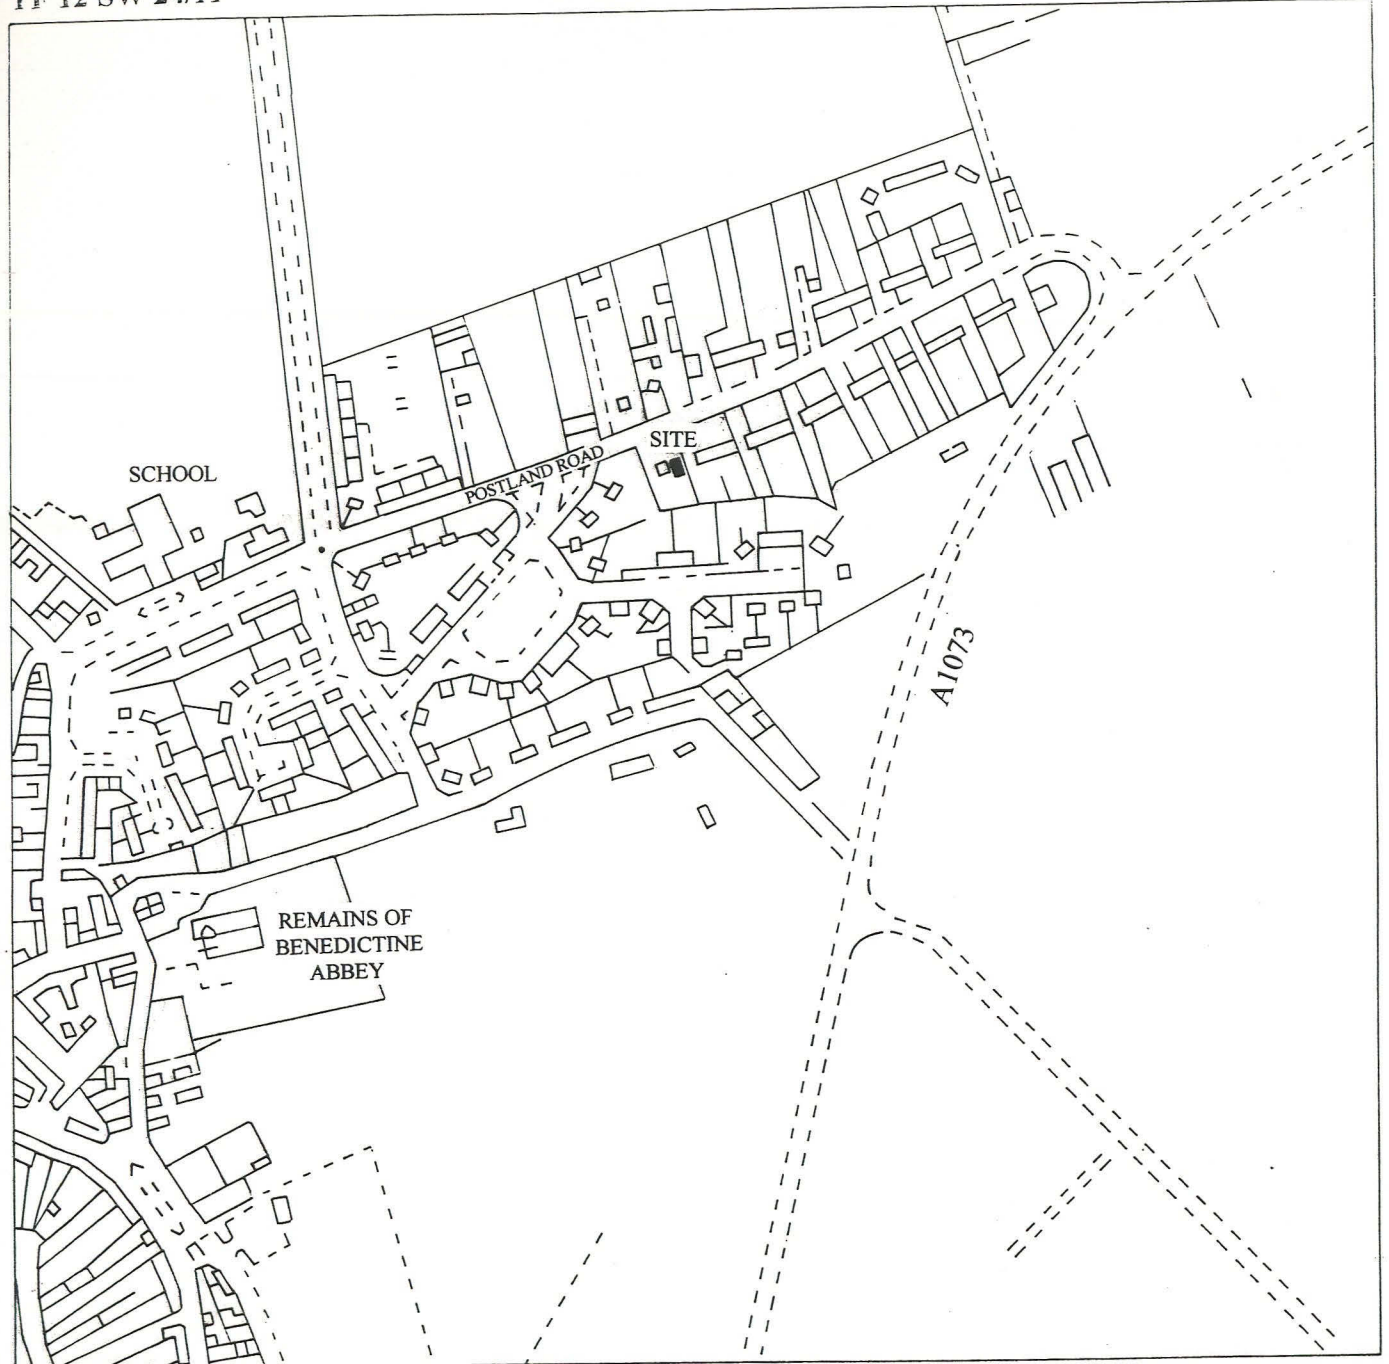 SCHOOL
SITE
POSTLAND ROAD
A1073
REMAINS OF
BENEDICTINE
ABBEY